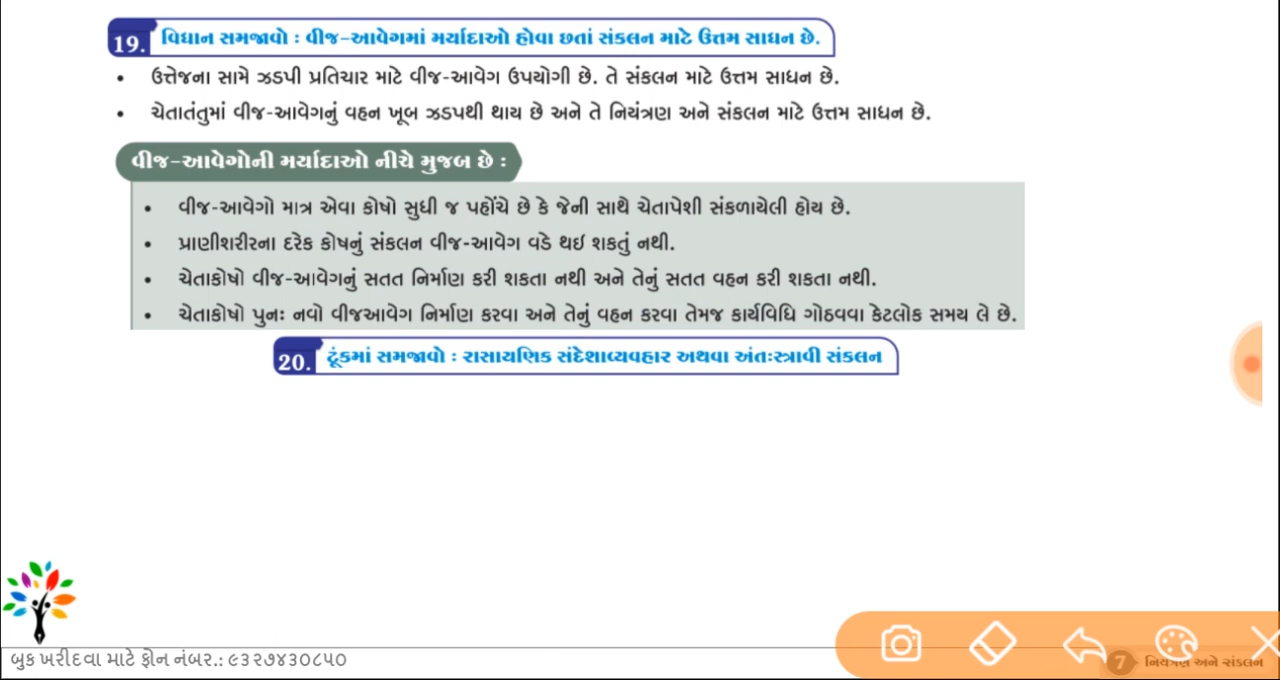 19. વિધાન સમજાવો : વીજ-આવેગમાં મર્યાદાઓ હોવા છતાં સંકલન માટે ઉત્તમ સાધન છે.
• ઉત્તેજના સામે ઝડપી પ્રતિચાર માટે વીજ-આવેગ ઉપયોગી છે. તે સંકલન માટે ઉત્તમ સાધન છે.
• ચેતાતંતુમાં વીજ-આવેગનું વહન ખૂબ ઝડપથી થાય છે અને તે નિયંત્રણ અને સંકલન માટે ઉત્તમ સાધન છે.
વીજ-આવેગોની મર્યાદાઓ નીચે મુજબ છે :
• વીજ-આવેગો માત્ર એવા કોષો સુધી જ પહોંચે છે કે જેની સાથે ચેતાપેશી સંકળાયેલી હોય છે.
• પ્રાણીશરીરના દરેક કોષનું સંકલન વીજ-આવેગ વડે થઇ શકતું નથી.
• ચેતાકોષો વીજ-આવેગનું સતત નિર્માણ કરી શકતા નથી અને તેનું સતત વહન કરી શકતા નથી.
• ચેતાકોષો પુનઃ નવો વીજઆવેગ નિર્માણ કરવા અને તેનું વહન કરવા તેમજ કાર્યવિધિ ગોઠવવા કેટલોક સમય લે છે.
20. ટૂંકમાં સમજાવો : રાસાયણિક સંદેશાવ્યવહાર અથવા અંતઃસ્ત્રાવી સંકલન
બુક ખરીદવા માટે ફોન નંબર.: ૯૩૨૭૪૩૦૮૫૦
7 નિયંત્રણ અને સંકલન